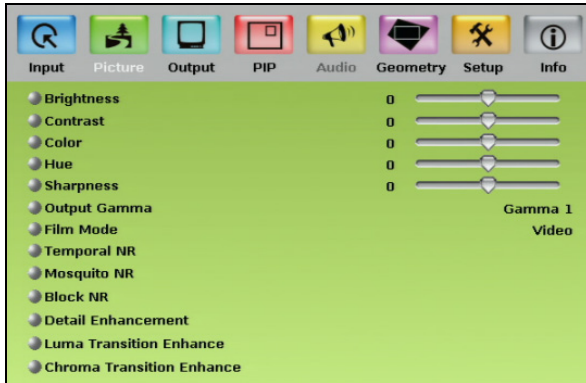 Input Picture Output PIP Audio Geometry Setup Info
Brightness 0
Contrast 0
Color 0
Hue 0
Sharpness 0
Output Gamma Gamma 1
Film Mode Video
Temporal NR
Mosquito NR
Block NR
Detail Enhancement
Luma Transition Enhance
Chroma Transition Enhance